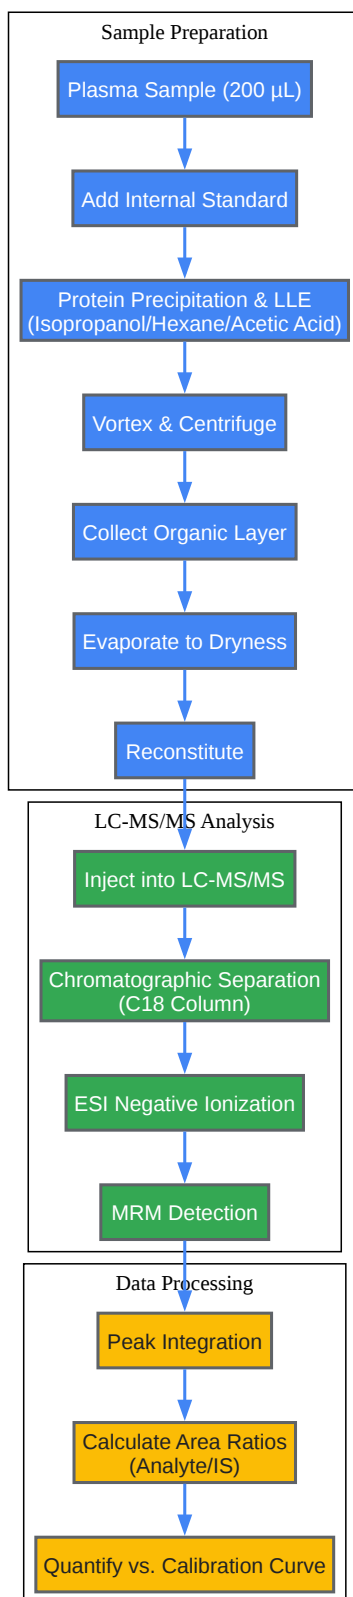 Sample Preparation
Plasma Sample (200 µL)
Add Internal Standard
Protein Precipitation & LLE
(Isopropanol/Hexane/Acetic Acid)
Vortex & Centrifuge
Collect Organic Layer
Evaporate to Dryness
Reconstitute
LC-MS/MS Analysis
Inject into LC-MS/MS
Chromatographic Separation
(C18 Column)
ESI Negative Ionization
MRM Detection
Data Processing
Peak Integration
Calculate Area Ratios
(Analyte/IS)
Quantify vs. Calibration Curve